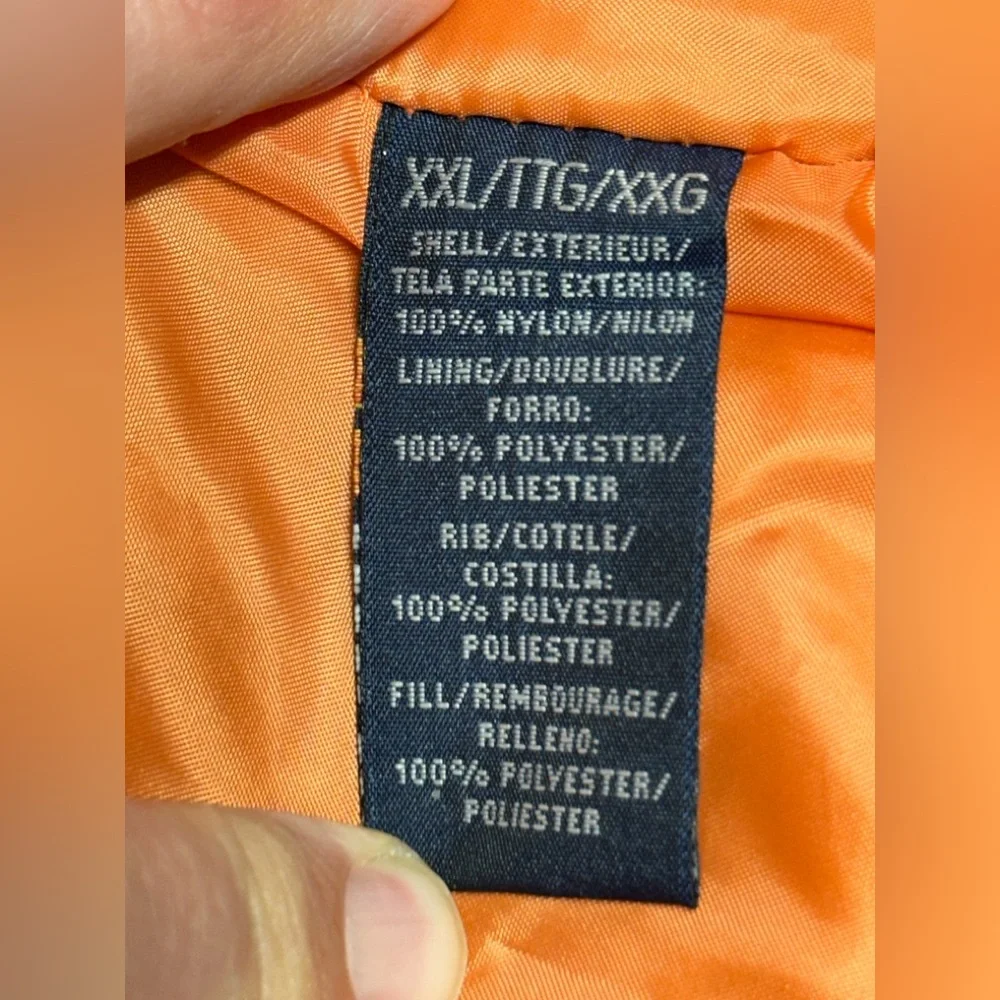 XXL/TTG/XXG
SHELL/EXTERIEUR/
TELA PARTE EXTERIOR:
100% NYLON/NILON
LINING/DOUBLURE/
FORRO:
100% POLYESTER/
POLIESTER
RIB/COTELE/
COSTILLA:
100% POLYESTER/
POLIESTER
FILL/REMBOURAGE/
RELLENO:
100% POLYESTER/
POLIESTER